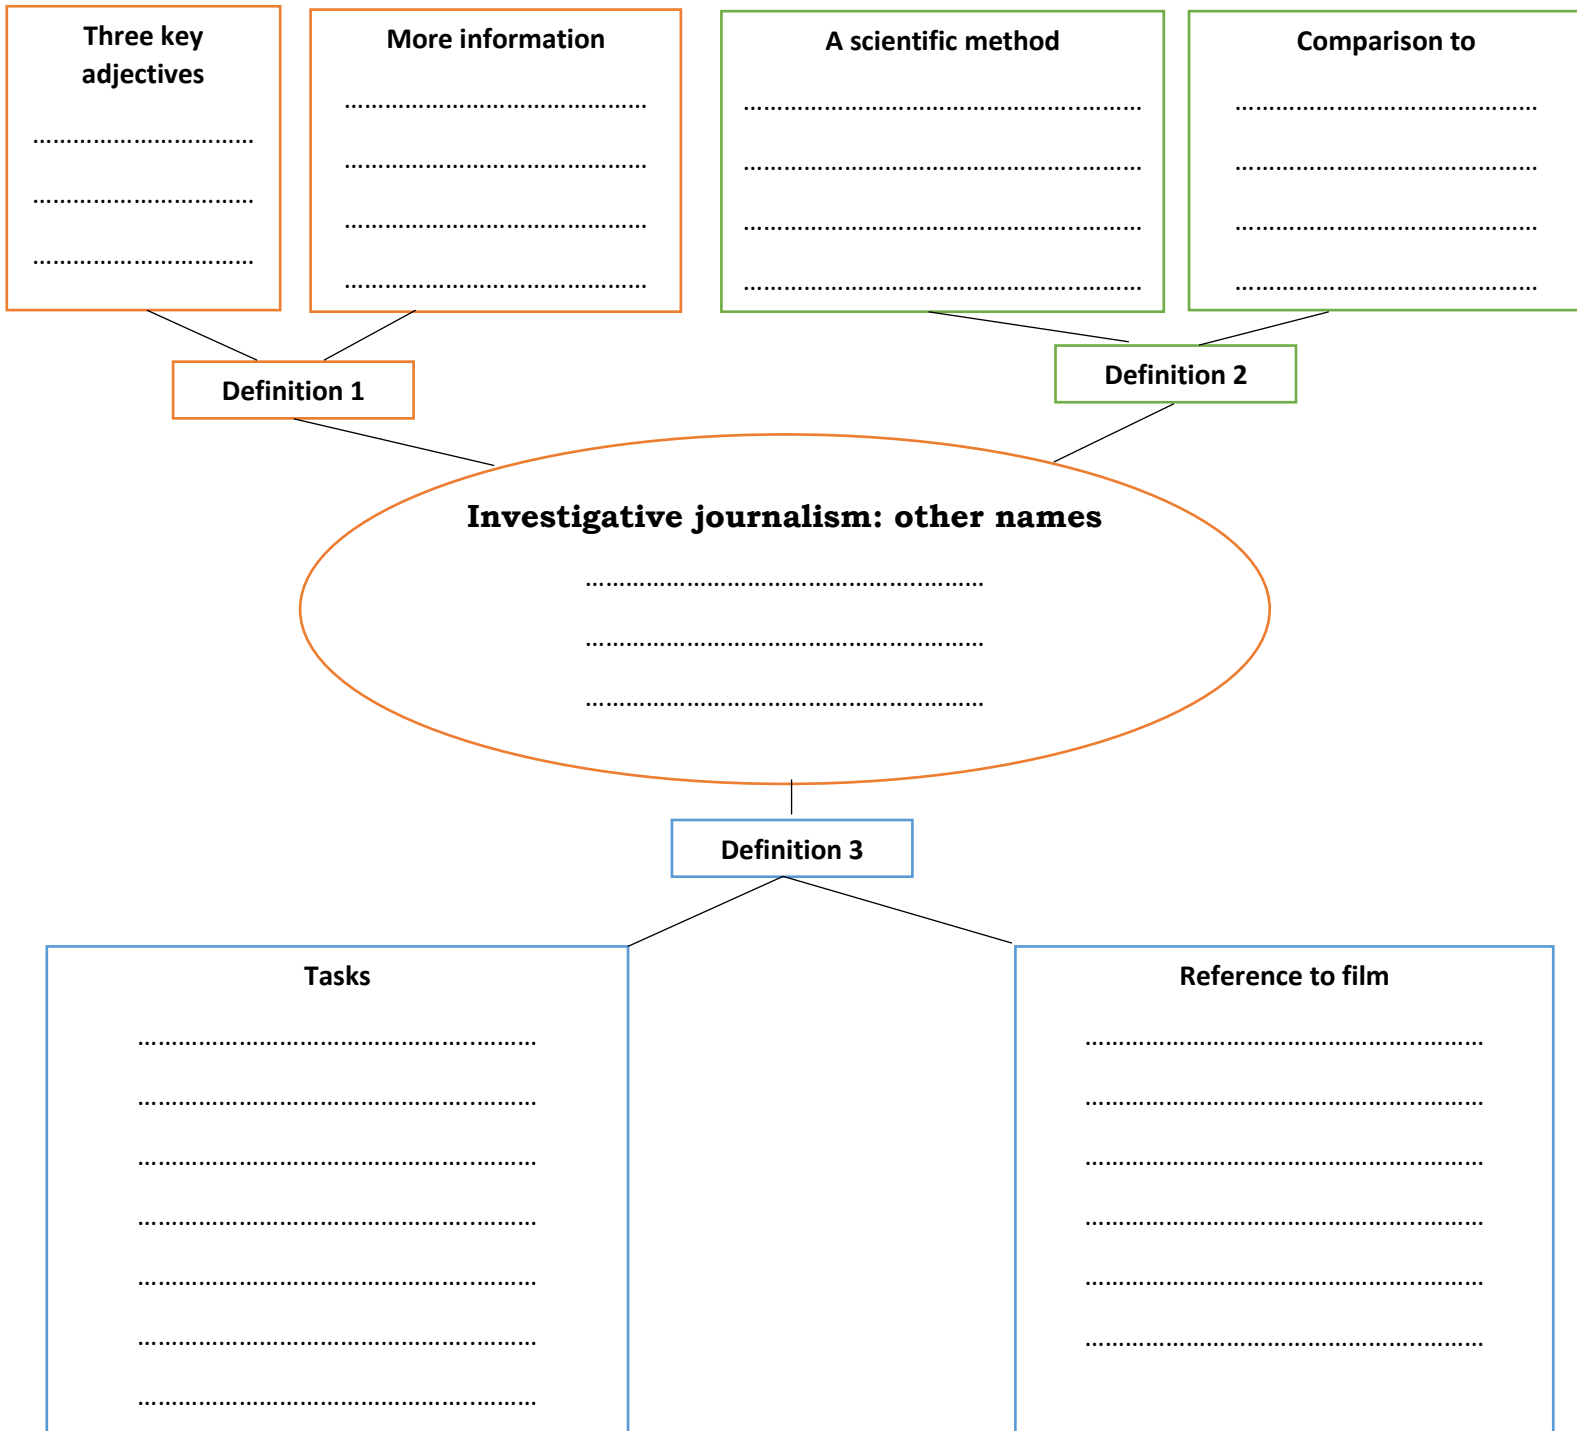 Three key
adjectives
……………………………
……………………………
……………………………
More information
………………………………………
………………………………………
………………………………………
………………………………………
A scientific method
…………………………………………..………
…………………………………………..………
…………………………………………..………
…………………………………………..………
Comparison to
………………………………………
………………………………………
………………………………………
………………………………………
Definition 1
Definition 2
Investigative journalism: other names
…………………………………………..………
…………………………………………..………
…………………………………………..………
Definition 3
Tasks
…………………………………………..………
…………………………………………..………
…………………………………………..………
…………………………………………..………
…………………………………………..………
…………………………………………..………
…………………………………………..………
Reference to film
…………………………………………..………
…………………………………………..………
…………………………………………..………
…………………………………………..………
…………………………………………..………
…………………………………………..………